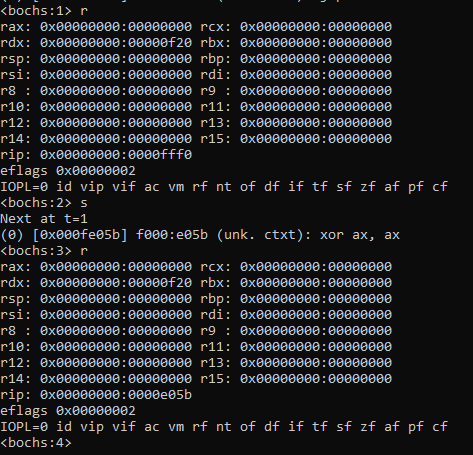 <bochs:1> r
rax: 0x00000000:00000000 rcx: 0x00000000:00000000
rdx: 0x00000000:00000f20 rbx: 0x00000000:00000000
rsp: 0x00000000:00000000 rbp: 0x00000000:00000000
rsi: 0x00000000:00000000 rdi: 0x00000000:00000000
r8 : 0x00000000:00000000 r9 : 0x00000000:00000000
r10: 0x00000000:00000000 r11: 0x00000000:00000000
r12: 0x00000000:00000000 r13: 0x00000000:00000000
r14: 0x00000000:00000000 r15: 0x00000000:00000000
rip: 0x00000000:0000fff0
eflags 0x00000002
IOPL=0 id vip vif ac vm rf nt of df if tf sf zf af pf cf
<bochs:2> s
Next at t=1
(0) [0x000fe05b] f000:e05b (unk. ctxt): xor ax, ax
<bochs:3> r
rax: 0x00000000:00000000 rcx: 0x00000000:00000000
rdx: 0x00000000:00000f20 rbx: 0x00000000:00000000
rsp: 0x00000000:00000000 rbp: 0x00000000:00000000
rsi: 0x00000000:00000000 rdi: 0x00000000:00000000
r8 : 0x00000000:00000000 r9 : 0x00000000:00000000
r10: 0x00000000:00000000 r11: 0x00000000:00000000
r12: 0x00000000:00000000 r13: 0x00000000:00000000
r14: 0x00000000:00000000 r15: 0x00000000:00000000
rip: 0x00000000:0000e05b
eflags 0x00000002
IOPL=0 id vip vif ac vm rf nt of df if tf sf zf af pf cf
<bochs:4>